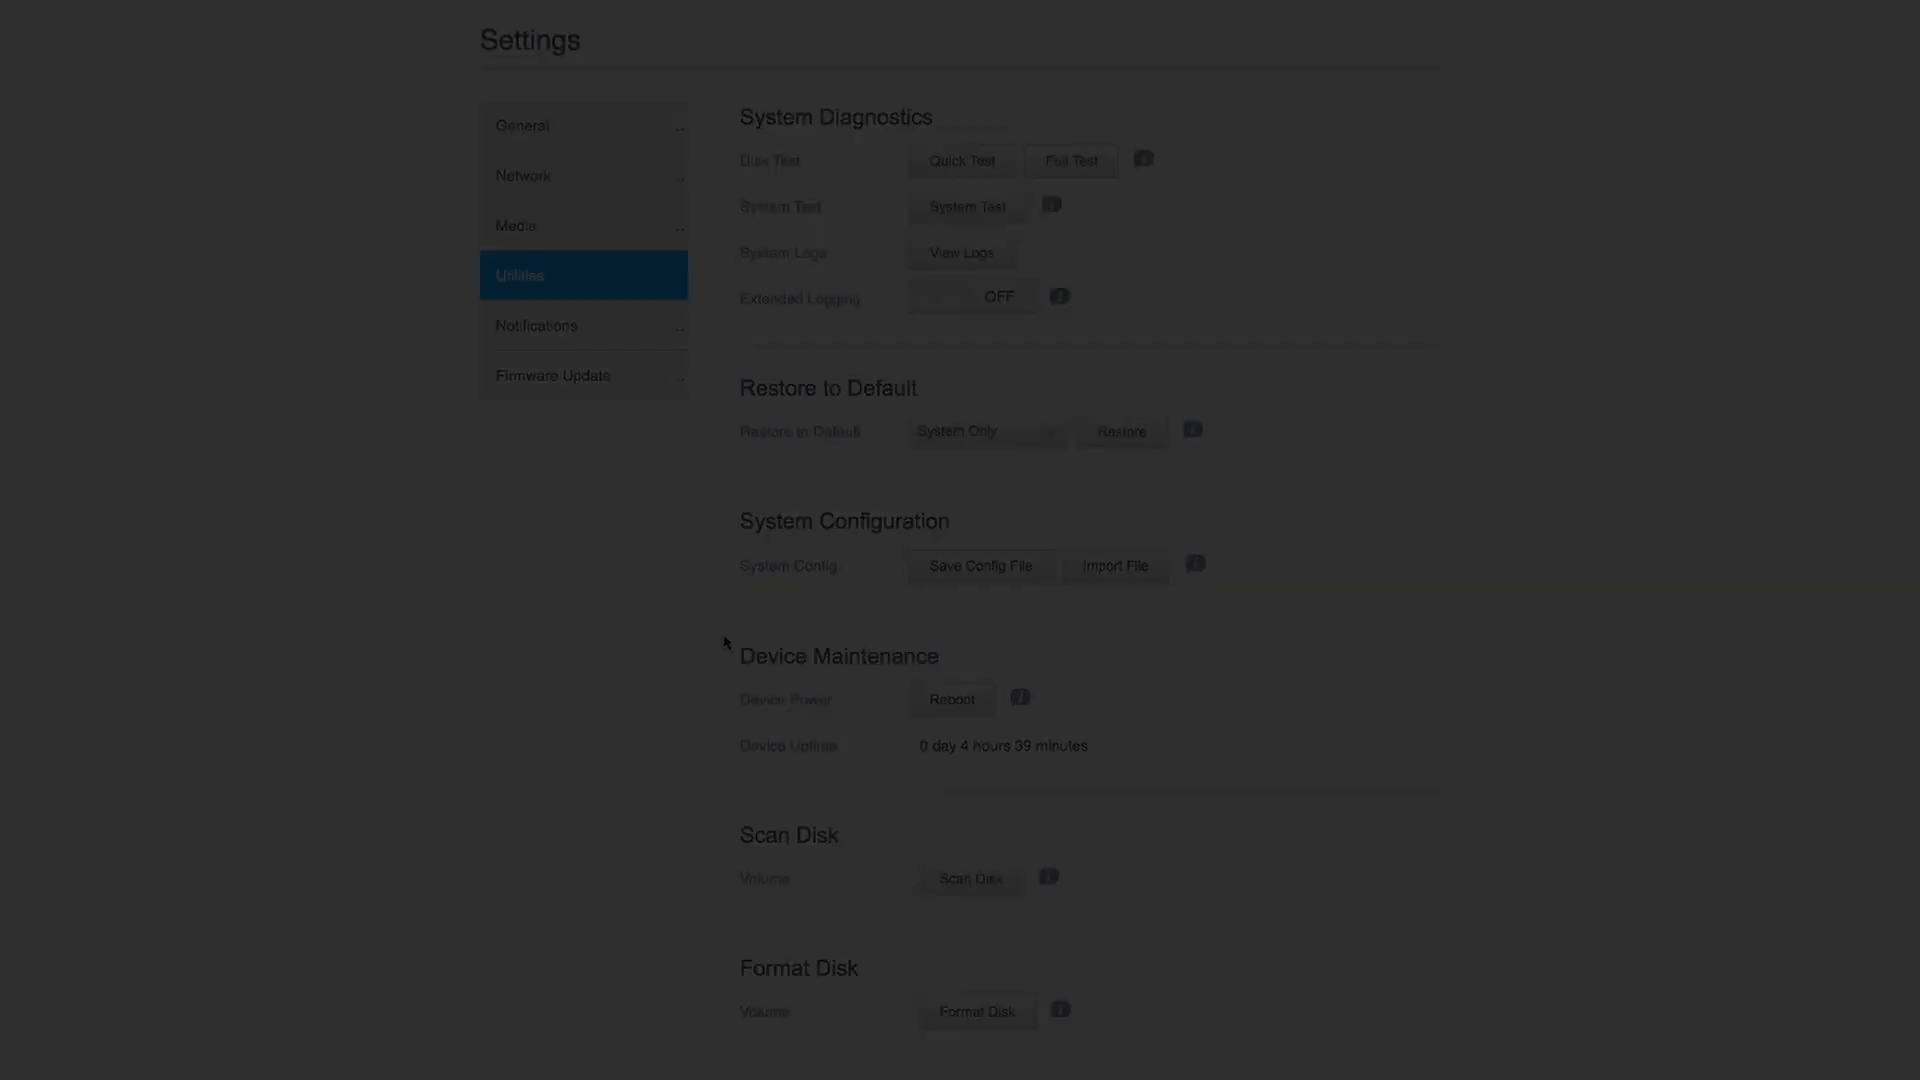 Settings
General
Network
Media
Utilities
Notifications
Firmware Update
System Diagnostics
Disk Test Quick Test Full Test
System Test System Test
System Logs View Logs
Extended Logging OFF
Restore to Default
Restore to Default System Only Restore
System Configuration
System Config Save Config File Import File
Device Maintenance
Device Power Reboot
Device Uptime 0 day 4 hours 39 minutes
Scan Disk
Volume Scan Disk
Format Disk
Volume Format Disk